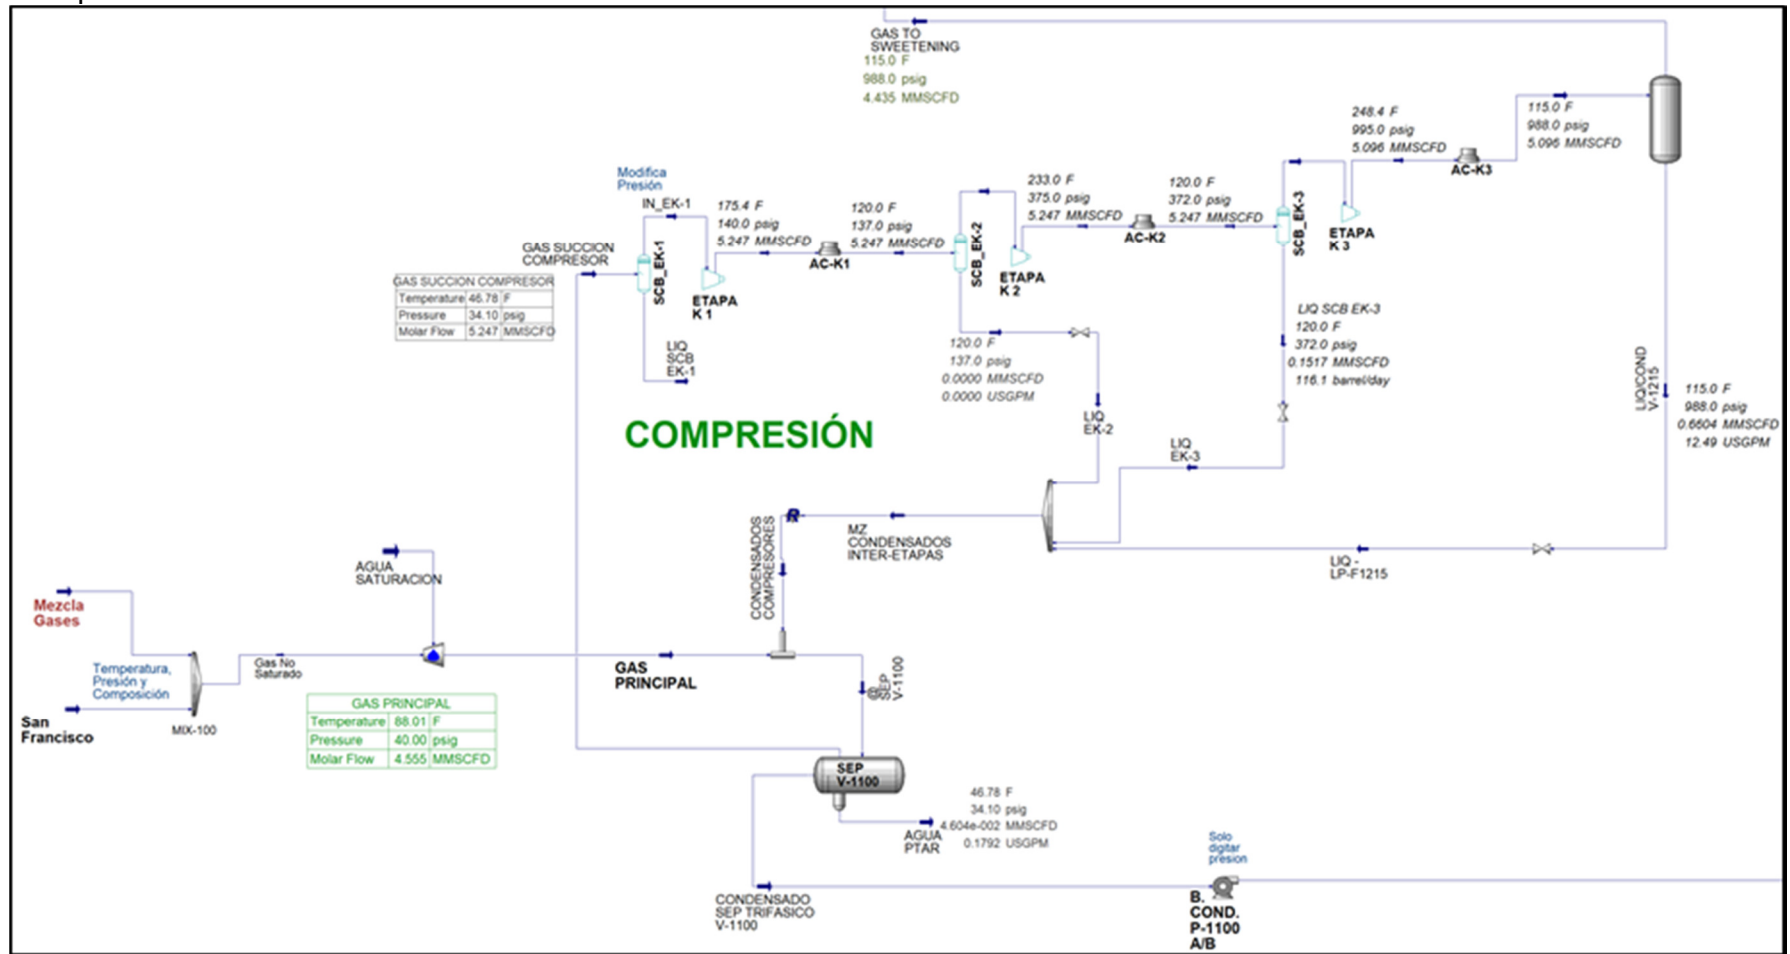 GAS TO
SWEETENING
115.0 F
988.0 psig
4.435 MMSCFD
248.4 F
995.0 psig
5.096 MMSCFD
AC-K3
115.0 F
988.0 psig
5.096 MMSCFD
Modifica
Presión
IN_EK-1
175.4 F
140.0 psig
5.247 MMSCFD
120.0 F
137.0 psig
5.247 MMSCFD
AC-K1
233.0 F
375.0 psig
5.247 MMSCFD
120.0 F
372.0 psig
5.247 MMSCFD
AC-K2
SCB_EK-1
SCB_EK-2
SCB_EK-3
ETAPA
K 1
ETAPA
K 2
ETAPA
K 3
GAS SUCCION
COMPRESOR
GAS SUCCION COMPRESOR
Temperature 46.78 F
Pressure 34.10 psig
Molar Flow 5.247 MMSCFD
LIQ
SCB
EK-1
120.0 F
137.0 psig
0.0000 MMSCFD
0.0000 USGPM
LIQ SCB EK-3
120.0 F
372.0 psig
0.1517 MMSCFD
116.1 barrel/day
LIQ/COND
V-1215
115.0 F
988.0 psig
0.6604 MMSCFD
12.49 USGPM
COMPRESIÓN
LIQ
EK-2
LIQ
EK-3
R
MZ
CONDENSADOS
INTER-ETAPAS
CONDENSADOS
COMPRESORES
LIQ -
LP-F1215
AGUA
SATURACION
Mezcla
Gases
Temperatura,
Presión y
Composición
San
Francisco
MIX-100
Gas No
Saturado
GAS
PRINCIPAL
GAS PRINCIPAL
Temperature 88.01 F
Pressure 40.00 psig
Molar Flow 4.555 MMSCFD
@
SEP
V-1100
SEP
V-1100
46.78 F
34.10 psig
4.604e-002 MMSCFD
0.1792 USGPM
AGUA
PTAR
CONDENSADO
SEP TRIFASICO
V-1100
Solo
digitar
presion
B.
COND.
P-1100
A/B